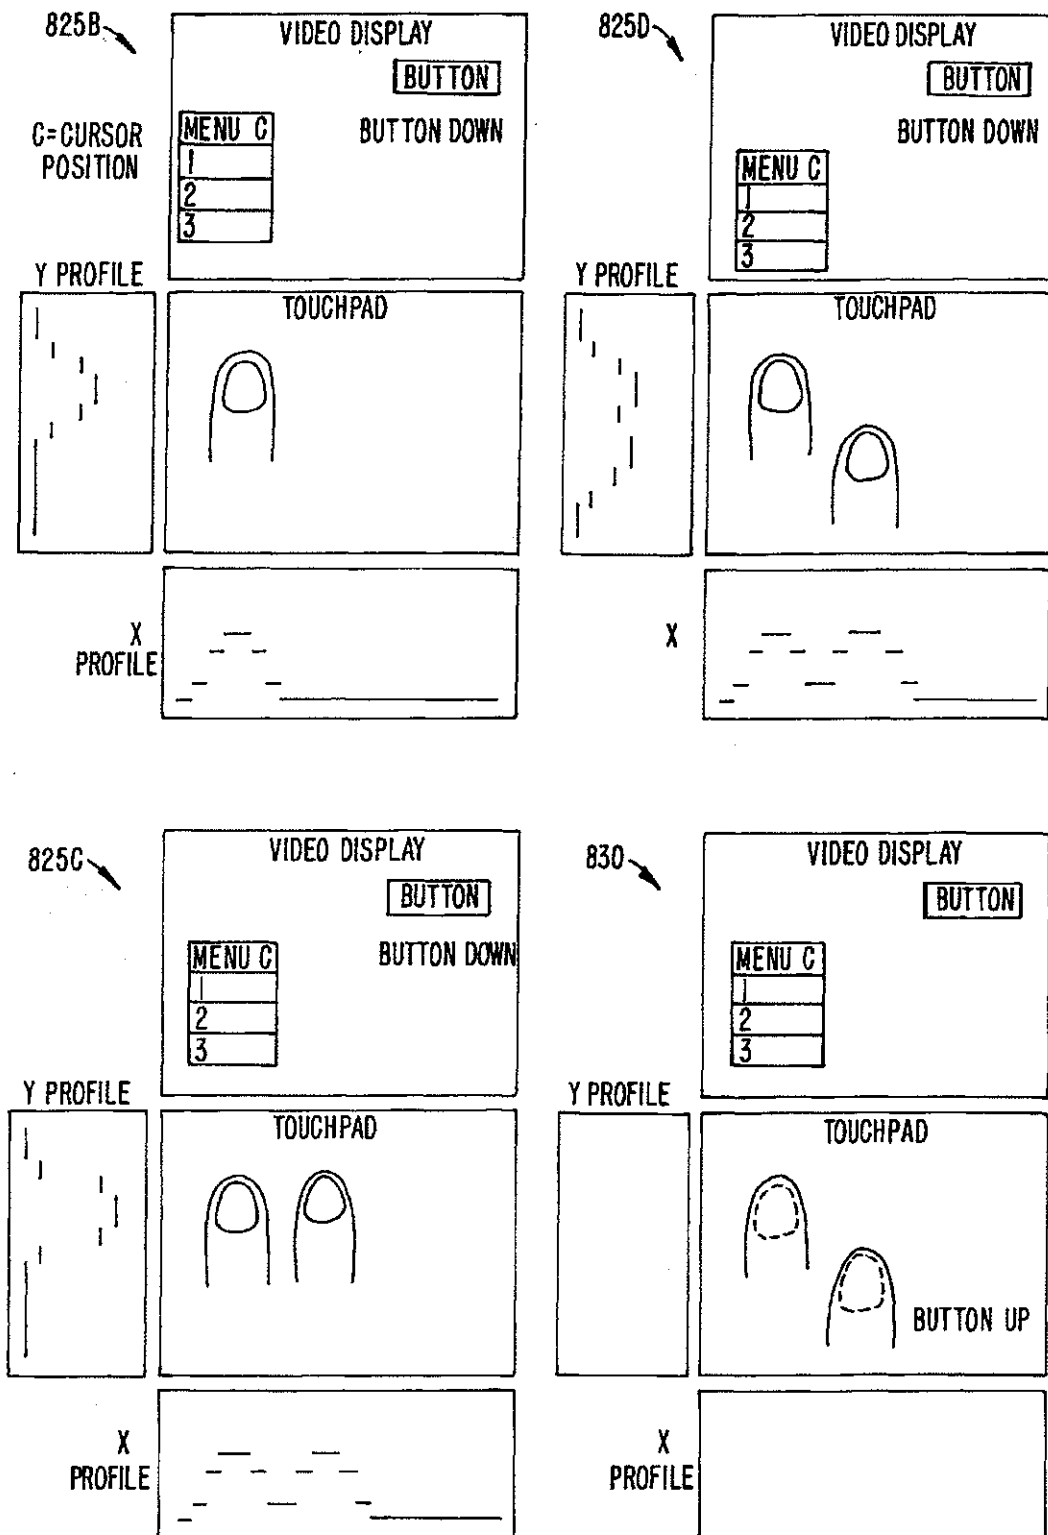 825B
VIDEO DISPLAY
BUTTON
C=CURSOR
POSITION
MENU C
BUTTON DOWN
1
2
3
Y PROFILE
TOUCHPAD
X
PROFILE
825D
VIDEO DISPLAY
BUTTON
BUTTON DOWN
MENU C
1
2
3
Y PROFILE
TOUCHPAD
X
825C
VIDEO DISPLAY
BUTTON
MENU C
BUTTON DOWN
1
2
3
Y PROFILE
TOUCHPAD
X
PROFILE
830
VIDEO DISPLAY
BUTTON
MENU C
1
2
3
Y PROFILE
TOUCHPAD
BUTTON UP
X
PROFILE